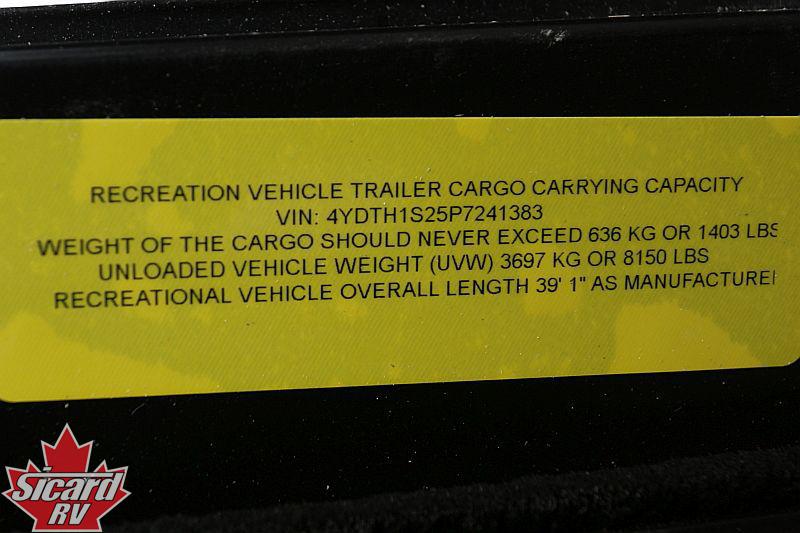 RECREATION VEHICLE TRAILER CARGO CARRYING CAPACITY
VIN: 4YDTH1S25P7241383
WEIGHT OF THE CARGO SHOULD NEVER EXCEED 636 KG OR 1403 LBS
UNLOADED VEHICLE WEIGHT (UVW) 3697 KG OR 8150 LBS
RECREATIONAL VEHICLE OVERALL LENGTH 39' 1" AS MANUFACTURE
Sicard
RV